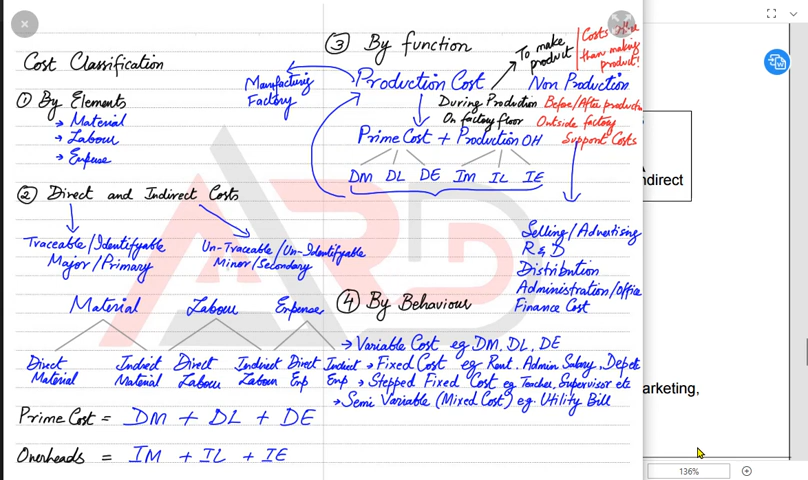 Cost Classification
① By Elements
→ Material
→ Labour
→ Expense
② Direct and Indirect Costs
Traceable/Identifyable
Major/Primary
Un-Traceable/Un-Identifyable
Minor/Secondary
Material Labour Expense
Direct Material
Indirect Material
Direct Labour
Indirect Labour
Direct Exp
Indirect Exp
Prime Cost = DM + DL + DE
Overheads = IM + IL + IE
③ By function
Manufacturing
Factory
Production Cost
To make product
Costs other than making product!
Non Production
During Production
On factory floor
Before/After production
Outside factory
Support Costs
Prime Cost + Production OH
DM DL DE IM IL IE
Selling/Advertising
R & D
Distribution
Administration/Office
Finance Cost
④ By Behaviour
→ Variable Cost eg DM, DL, DE
→ Fixed Cost eg Rent, Admin Salary, Depctn
→ Stepped Fixed Cost eg Teacher, Supervisor etc
→ Semi Variable (Mixed Cost) eg. Utility Bill
ARD
ndirect
arketing,
136%